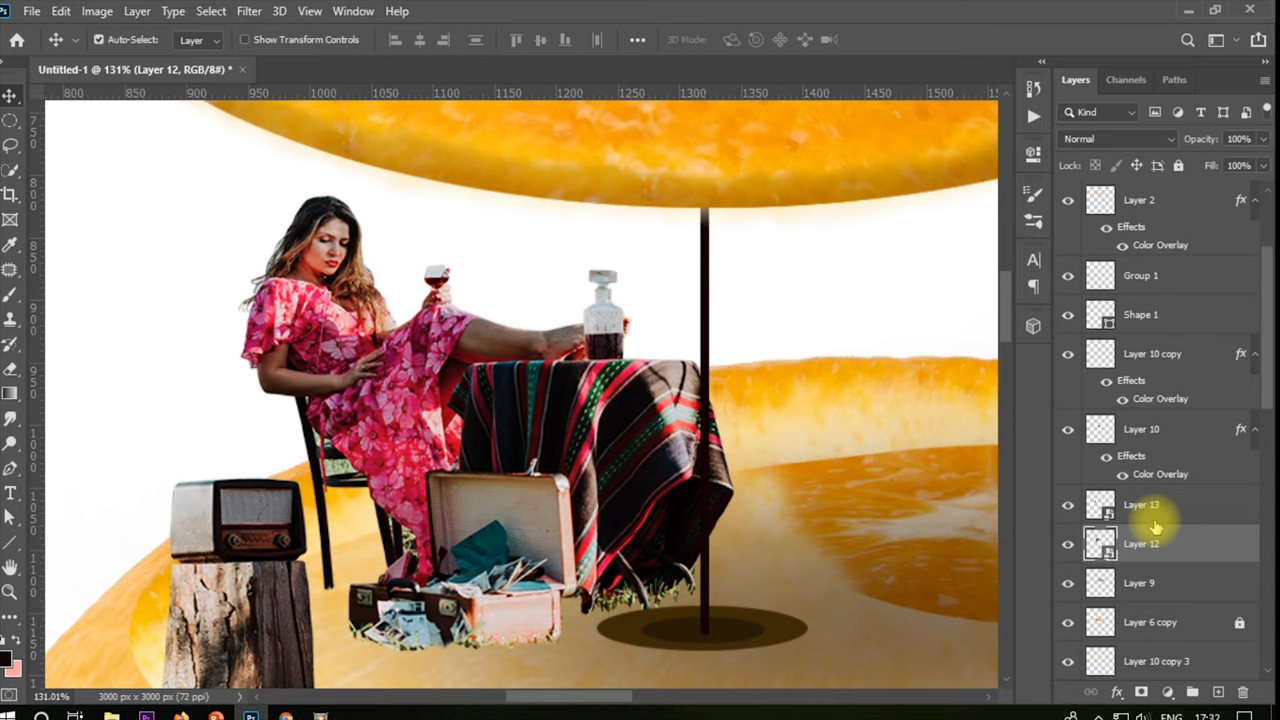 File Edit Image Layer Type Select Filter 3D View Window Help
Auto-Select: Layer Show Transform Controls 3D Mode:
Untitled-1 @ 131% (Layer 12, RGB/8#) * ×
800 850 900 950 1000 1050 1100 1150 1200 1250 1300 1350 1400 1450 1500
Layers Channels Paths
Kind
Normal Opacity: 100%
Lock: Fill: 100%
Layer 2 fx
Effects
Color Overlay
Group 1
Shape 1
Layer 10 copy fx
Effects
Color Overlay
Layer 10 fx
Effects
Color Overlay
Layer 13
Layer 12
Layer 9
Layer 6 copy
Layer 10 copy 3
131.01% 3000 px x 3000 px (72 ppi)
ENG 17:32